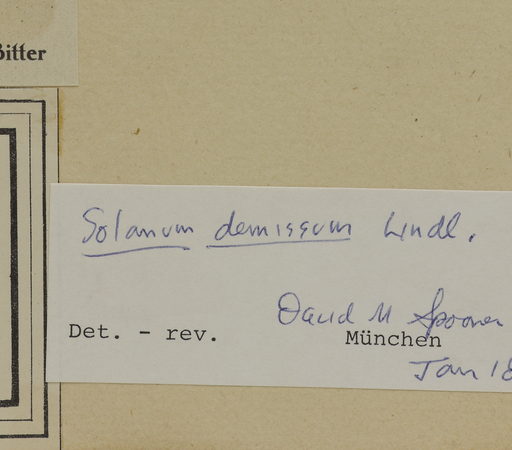 Bitter
Solanum demissum Lindl.
David M Spooner
Det. - rev. München
Jan 18